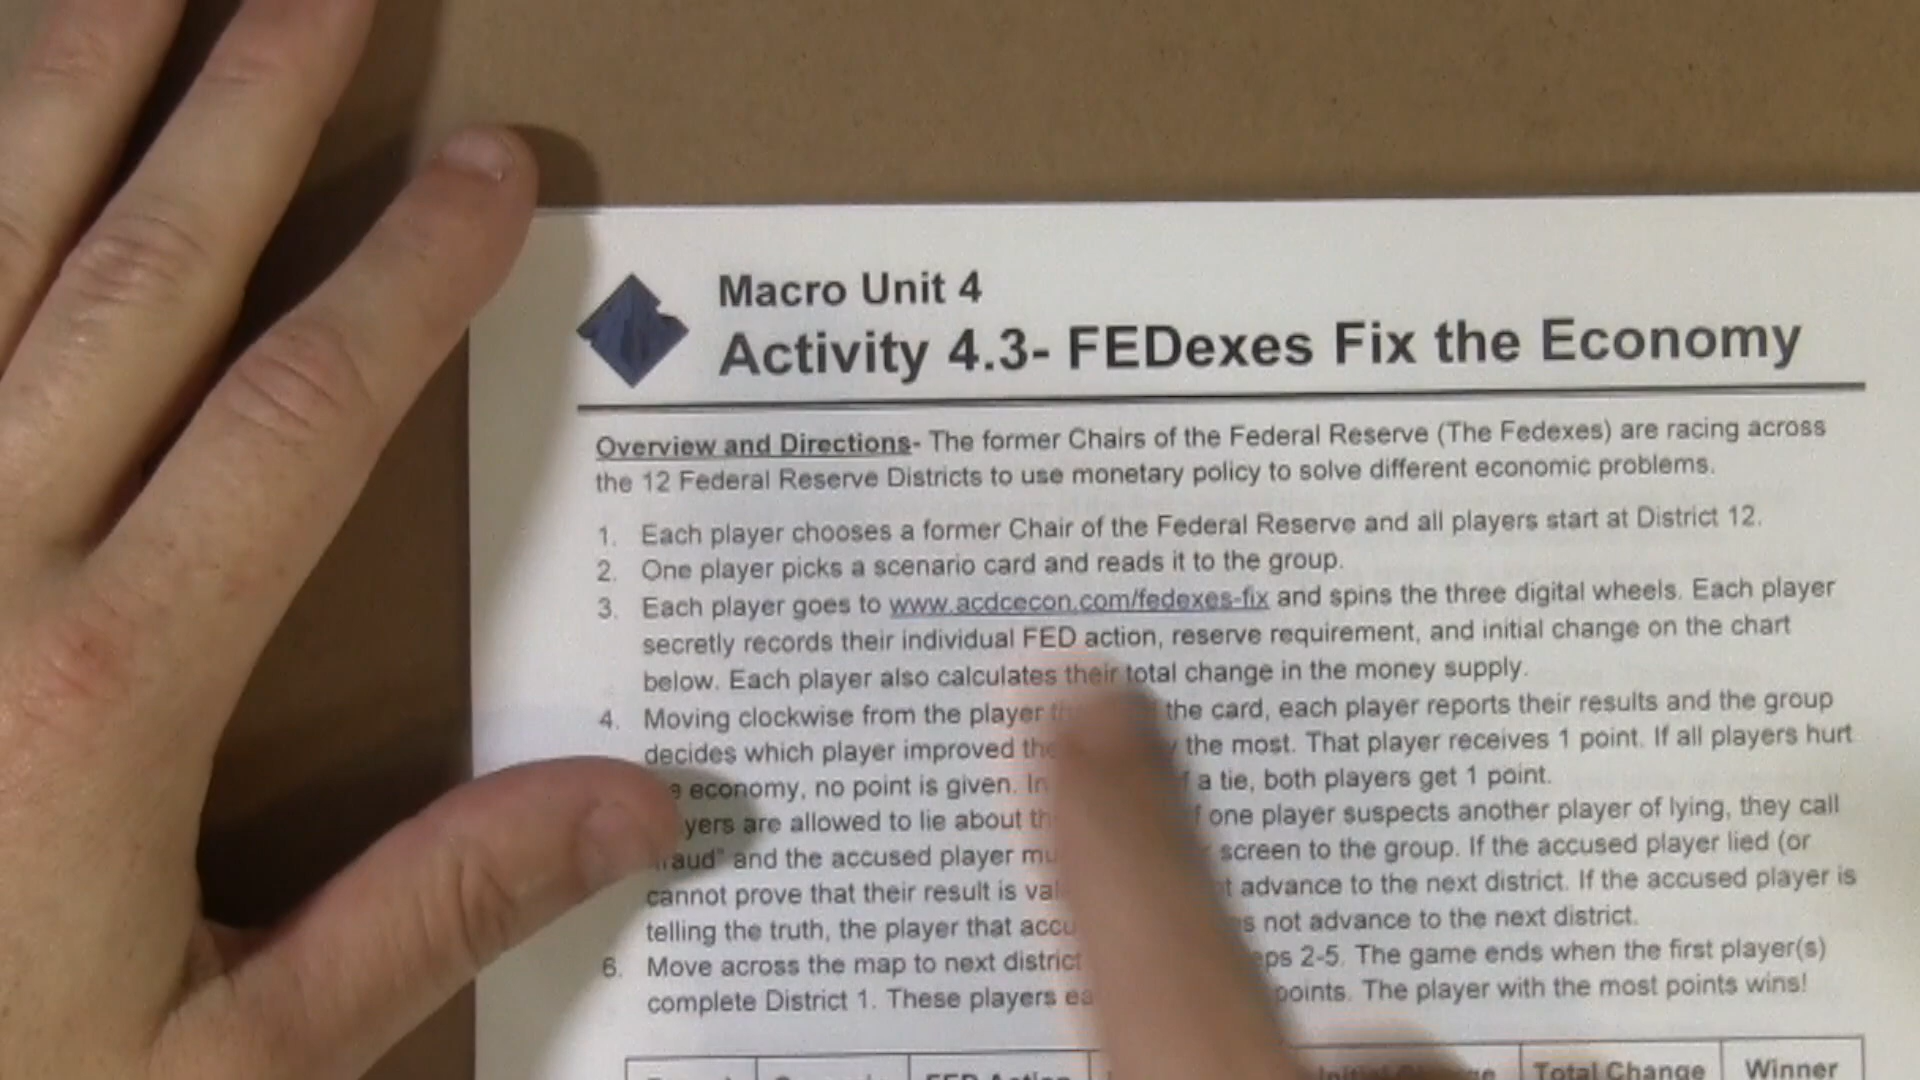 Macro Unit 4
Activity 4.3- FEDexes Fix the Economy
Overview and Directions- The former Chairs of the Federal Reserve (The Fedexes) are racing across
the 12 Federal Reserve Districts to use monetary policy to solve different economic problems.
1. Each player chooses a former Chair of the Federal Reserve and all players start at District 12.
2. One player picks a scenario card and reads it to the group.
3. Each player goes to www.acdcecon.com/fedexes-fix and spins the three digital wheels. Each player
secretly records their individual FED action, reserve requirement, and initial change on the chart
below. Each player also calculates their total change in the money supply.
4. Moving clockwise from the player the card, each player reports their results and the group
decides which player improved the the most. That player receives 1 point. If all players hurt
economy, no point is given. In a tie, both players get 1 point.
are allowed to lie about one player suspects another player of lying, they call
and the accused player screen to the group. If the accused player lied (or
cannot prove that their result is advance to the next district. If the accused player is
telling the truth, the player that not advance to the next district.
6. Move across the map to next district 2-5. The game ends when the first player(s)
complete District 1. These players points. The player with the most points wins!
FED Action Total Change Winner